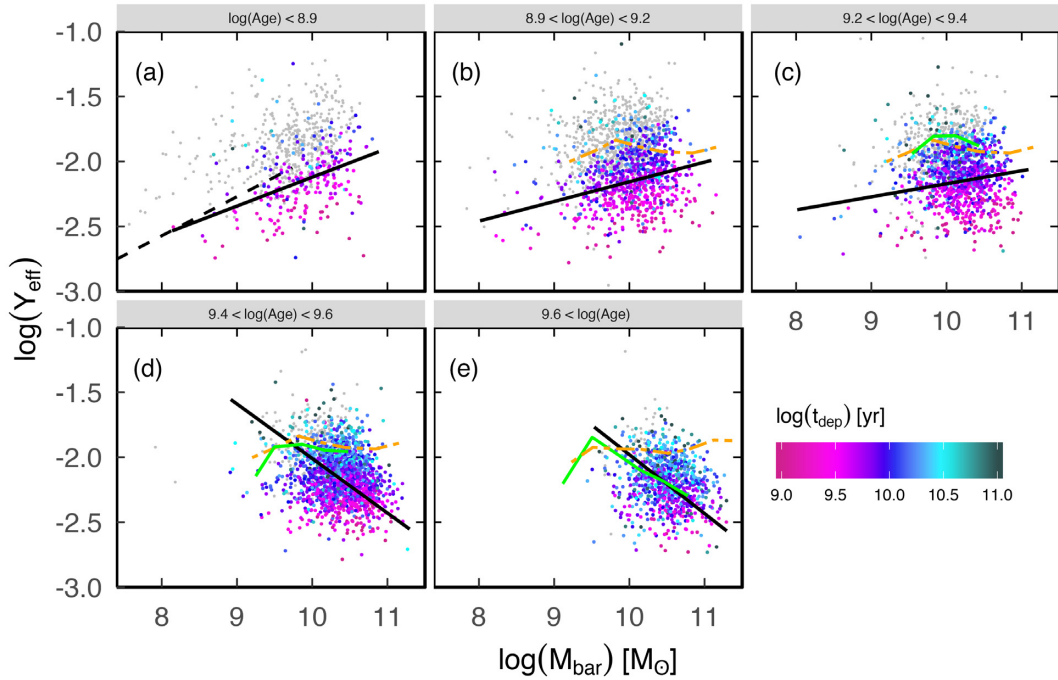 log(Age) < 8.9
8.9 < log(Age) < 9.2
9.2 < log(Age) < 9.4
(a)
(b)
(c)
-1.0
-1.5
-2.0
-2.5
-3.0
8 9 10 11
9.4 < log(Age) < 9.6
9.6 < log(Age)
(d)
(e)
-1.0
-1.5
-2.0
-2.5
-3.0
8 9 10 11
8 9 10 11
log(Y_eff)
log(M_bar) [M_⊙]
log(t_dep) [yr]
9.0 9.5 10.0 10.5 11.0